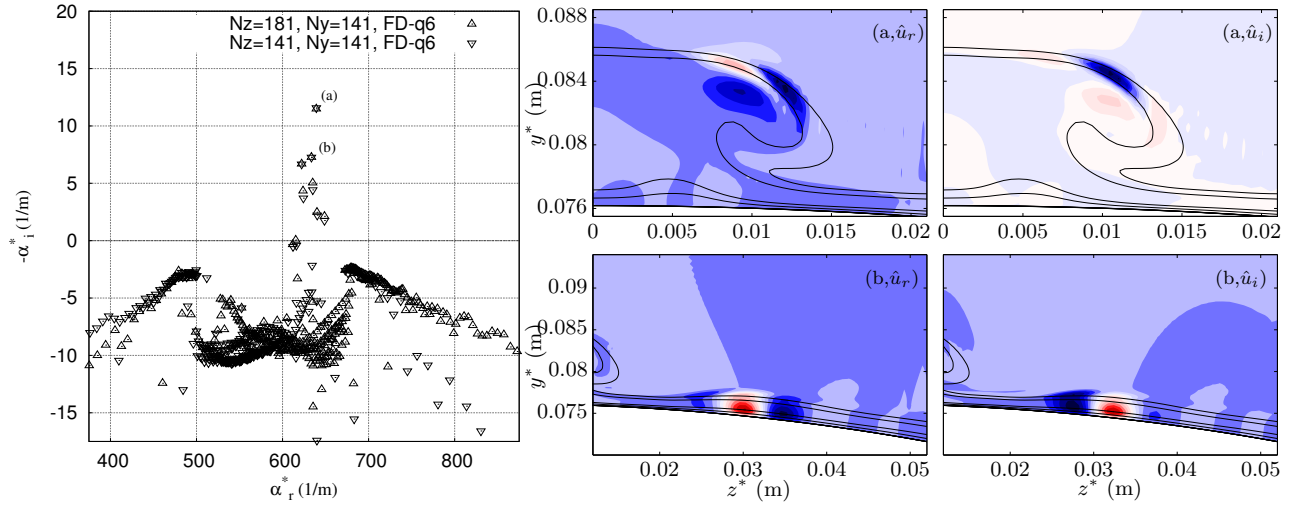 Nz=181, Ny=141, FD-q6
Nz=141, Ny=141, FD-q6
20
15
10
5
0
-5
-10
-15
(a)
(b)
-α*i (1/m)
400
500
600
700
800
α*r (1/m)
(a,ûr)
0.088
0.084
0.08
0.076
y* (m)
0
0.005
0.01
0.015
0.02
(a,ûi)
0
0.005
0.01
0.015
0.02
(b,ûr)
0.09
0.085
0.08
0.075
y* (m)
0.02
0.03
0.04
0.05
z* (m)
(b,ûi)
0.02
0.03
0.04
0.05
z* (m)